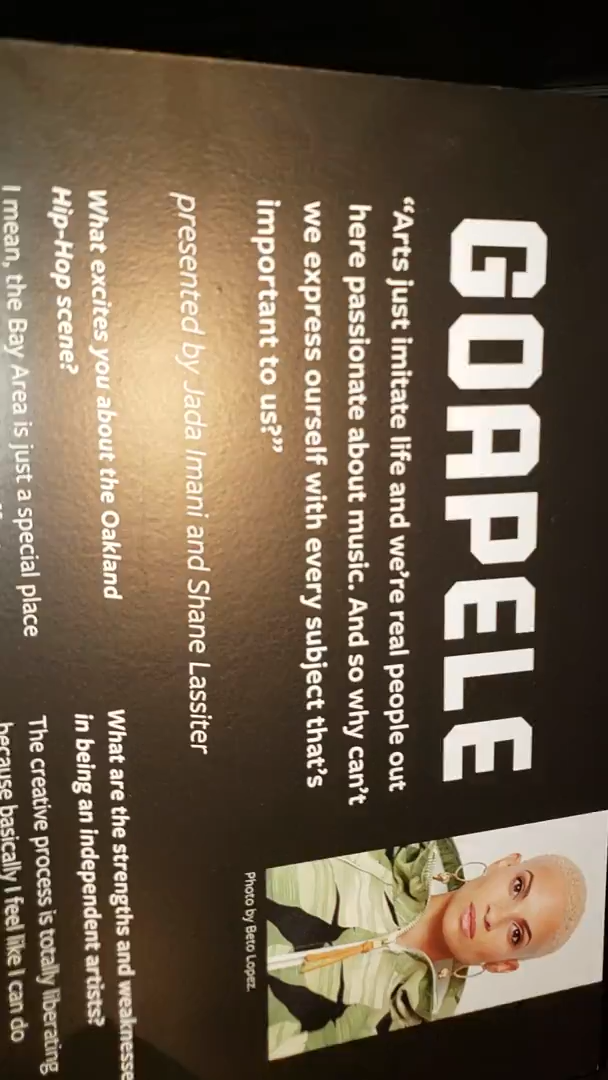 GOAPELE
“Arts just imitate life and we’re real people out
here passionate about music. And so why can’t
we express ourself with every subject that’s
important to us?”
presented by Jada Imani and Shane Lassiter
Photo by Beto Lopez.
What excites you about the Oakland
Hip-Hop scene?
I mean, the Bay Area is just a special place
What are the strengths and weaknesse
in being an independent artists?
The creative process is totally liberating
because basically I feel like I can do